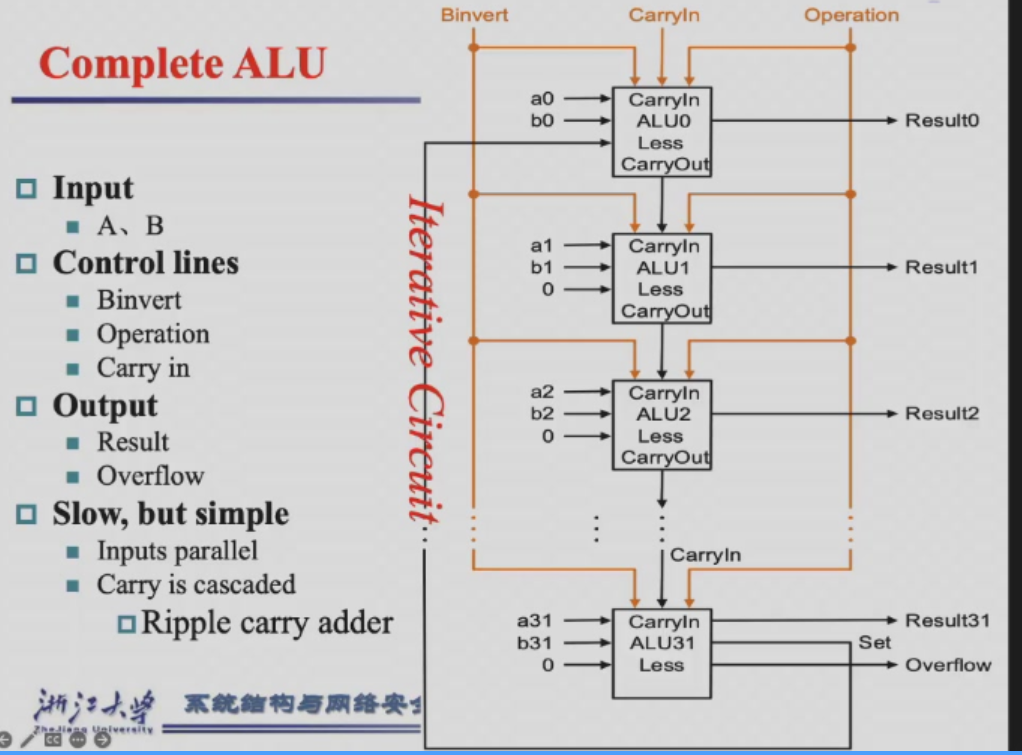 Complete ALU
Input
A、B
Control lines
Binvert
Operation
Carry in
Output
Result
Overflow
Slow, but simple
Inputs parallel
Carry is cascaded
Ripple carry adder
浙江大学
ZheJiang University
系统结构与网络安
Iterative Circuit
Binvert
CarryIn
Operation
a0
b0
CarryIn
ALU0
Less
CarryOut
Result0
a1
b1
0
CarryIn
ALU1
Less
CarryOut
Result1
a2
b2
0
CarryIn
ALU2
Less
CarryOut
Result2
CarryIn
a31
b31
0
CarryIn
ALU31
Less
Result31
Set
Overflow
CC